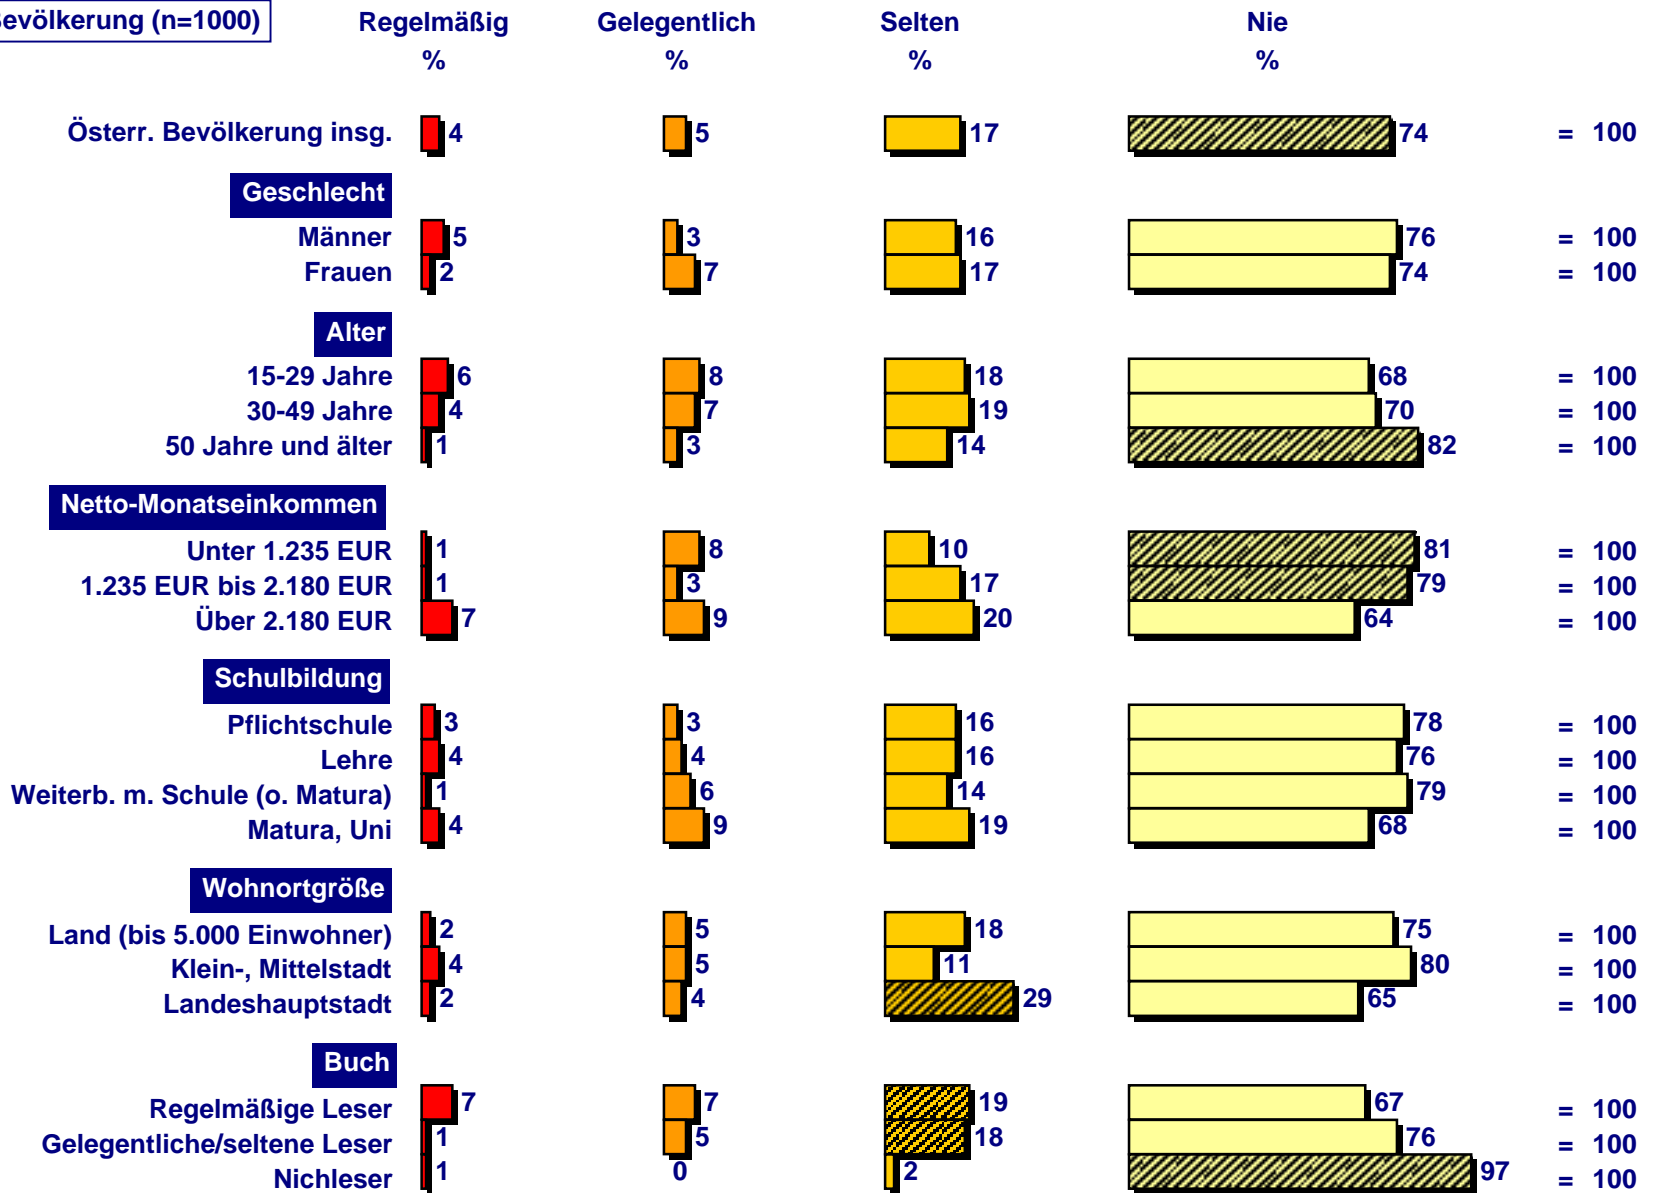 Bevölkerung (n=1000) Regelmäßig Gelegentlich Selten Nie
% % % %
Österr. Bevölkerung insg. 4 5 17 74 = 100
Geschlecht
Männer 5 3 16 76 = 100
Frauen 2 7 17 74 = 100
Alter
15-29 Jahre 6 8 18 68 = 100
30-49 Jahre 4 7 19 70 = 100
50 Jahre und älter 1 3 14 82 = 100
Netto-Monatseinkommen
Unter 1.235 EUR 1 8 10 81 = 100
1.235 EUR bis 2.180 EUR 1 3 17 79 = 100
Über 2.180 EUR 7 9 20 64 = 100
Schulbildung
Pflichtschule 3 3 16 78 = 100
Lehre 4 4 16 76 = 100
Weiterb. m. Schule (o. Matura) 1 6 14 79 = 100
Matura, Uni 4 9 19 68 = 100
Wohnortgröße
Land (bis 5.000 Einwohner) 2 5 18 75 = 100
Klein-, Mittelstadt 4 5 11 80 = 100
Landeshauptstadt 2 4 29 65 = 100
Buch
Regelmäßige Leser 7 7 19 67 = 100
Gelegentliche/seltene Leser 1 5 18 76 = 100
Nichleser 1 0 2 97 = 100